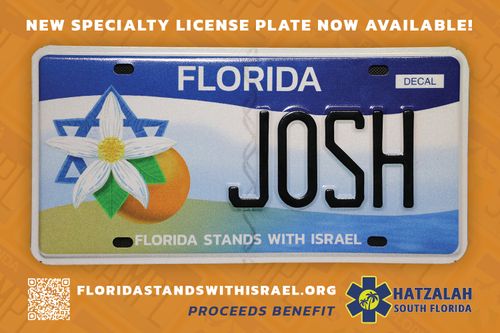 NEW SPECIALTY LICENSE PLATE NOW AVAILABLE!
FLORIDA
DECAL
JOSH
FLORIDA STANDS WITH ISRAEL
FLORIDASTANDSWITHISRAEL.ORG
PROCEEDS BENEFIT
HATZALAH
SOUTH FLORIDA